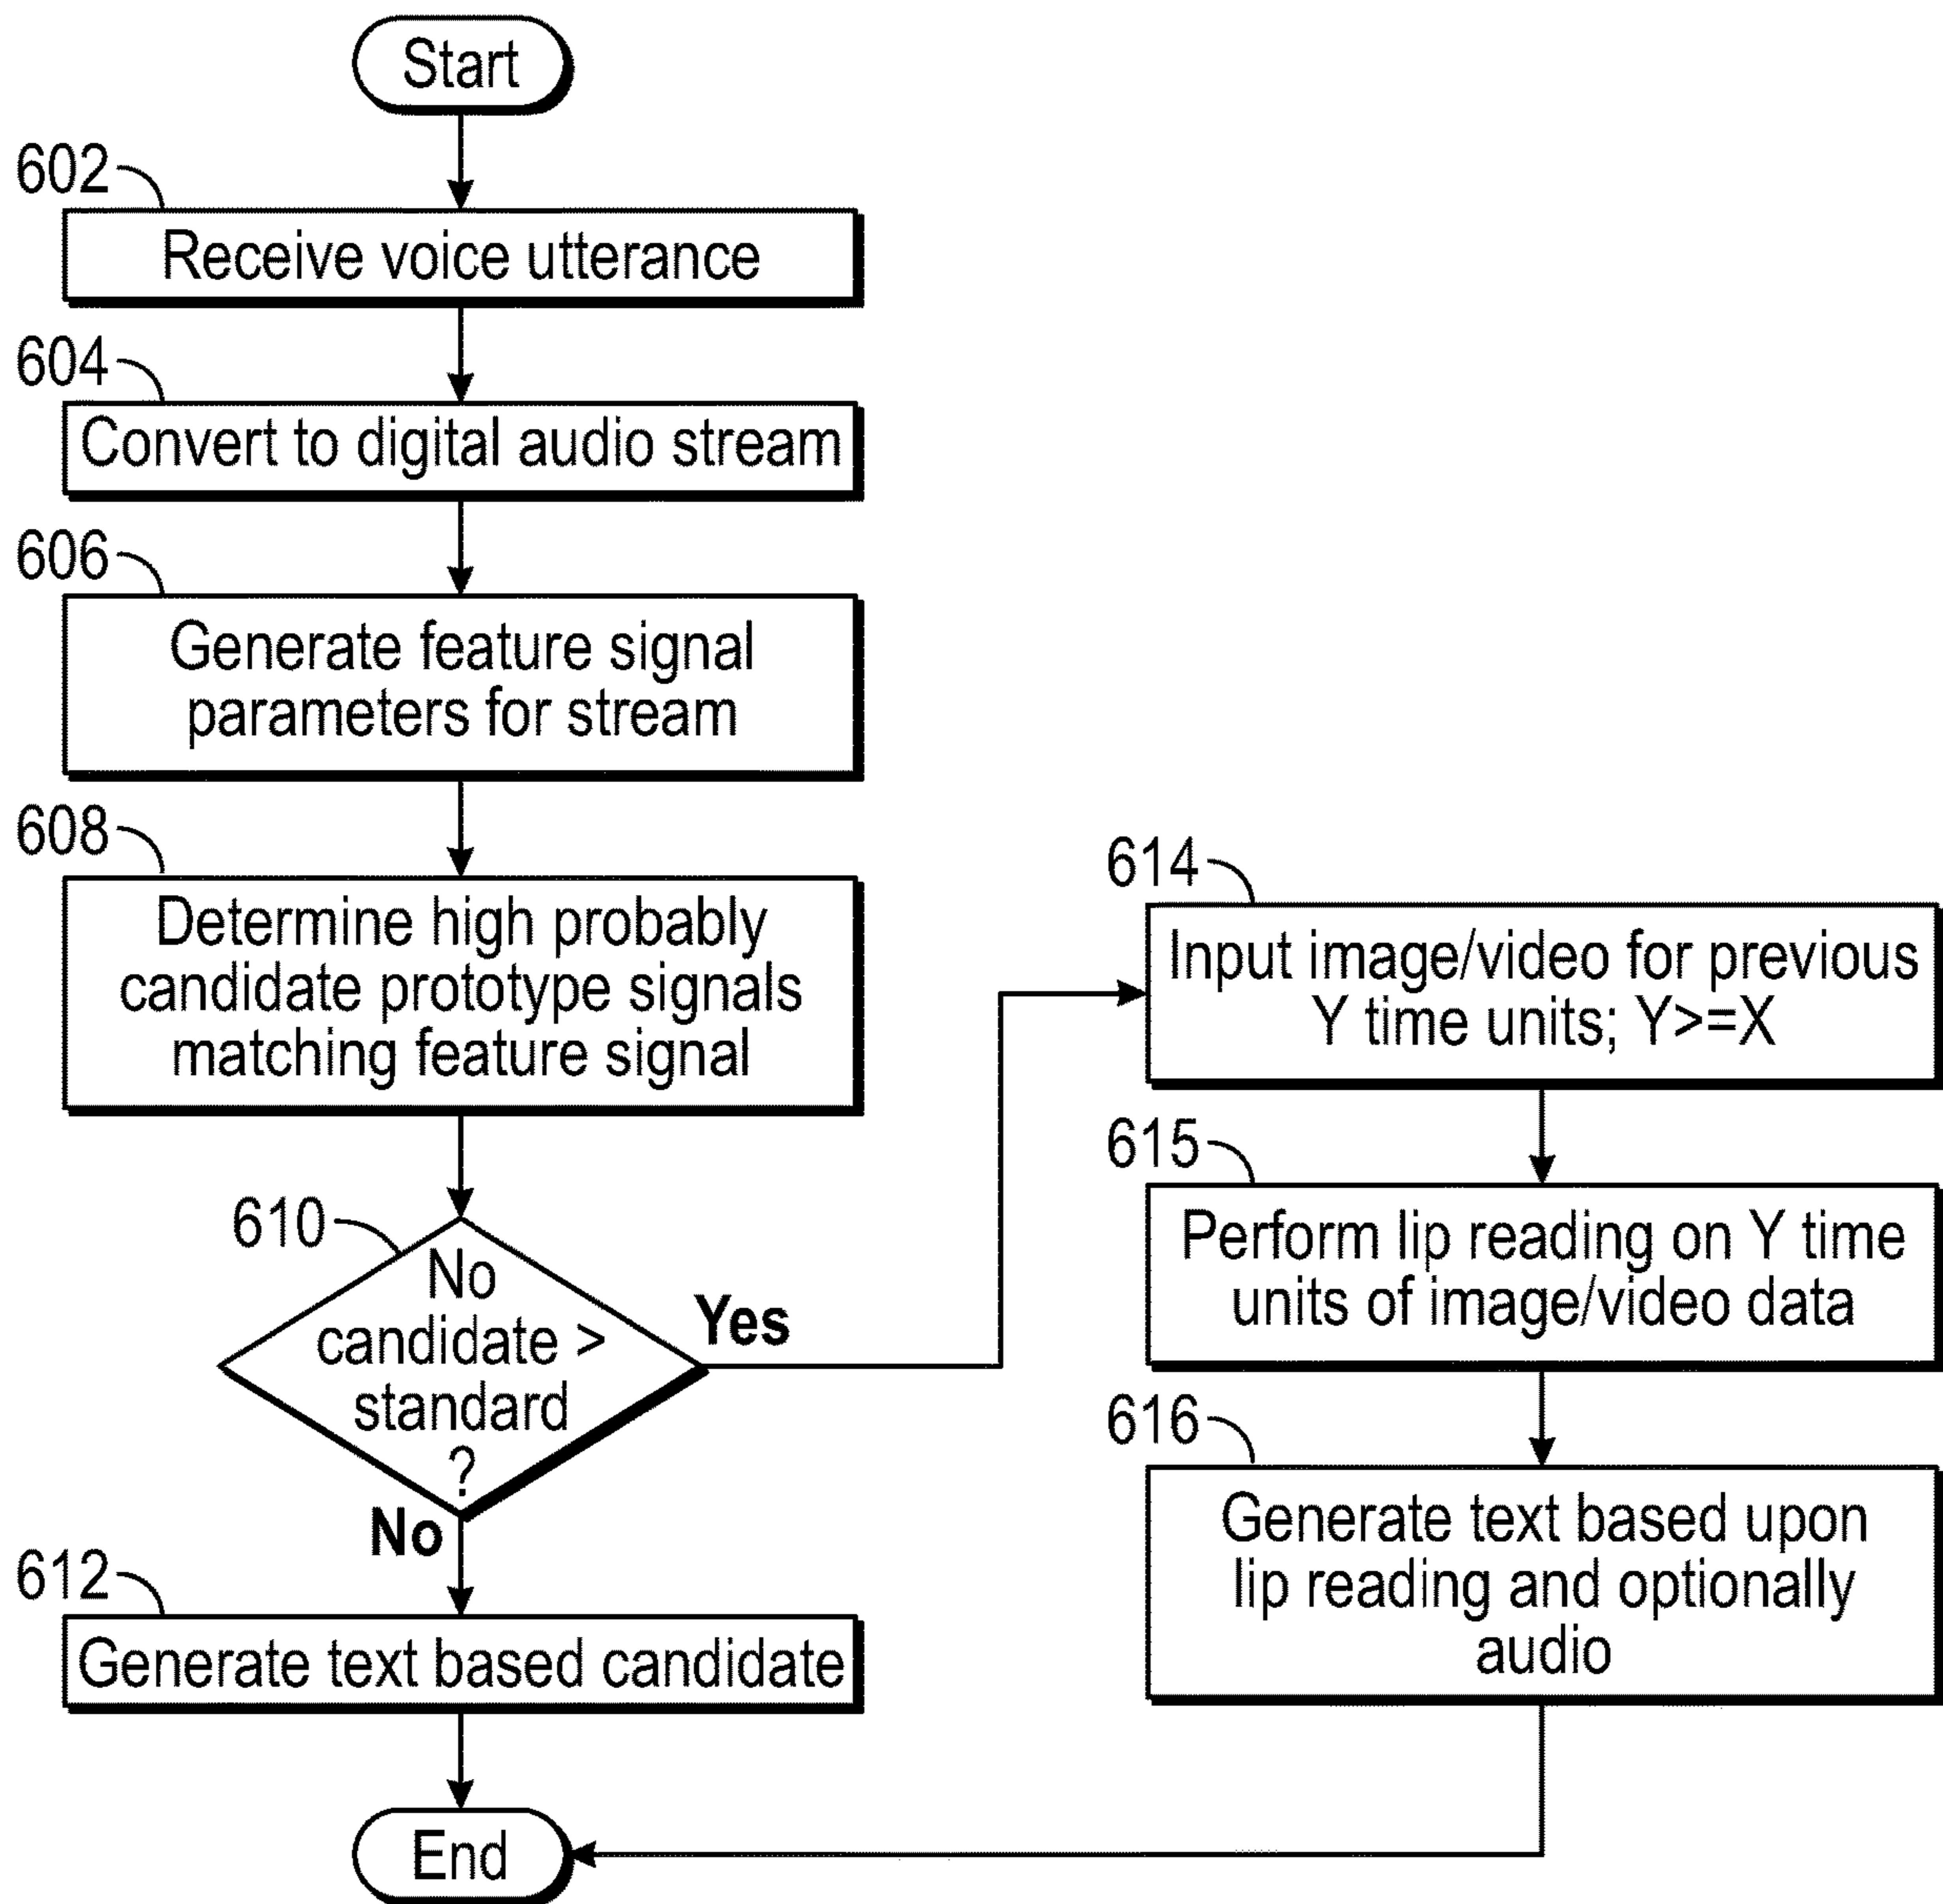 Start
602
Receive voice utterance
604
Convert to digital audio stream
606
Generate feature signal
parameters for stream
608
Determine high probably
candidate prototype signals
matching feature signal
610
No
candidate >
standard
?
Yes
No
612
Generate text based candidate
End
614
Input image/video for previous
Y time units; Y>=X
615
Perform lip reading on Y time
units of image/video data
616
Generate text based upon
lip reading and optionally
audio